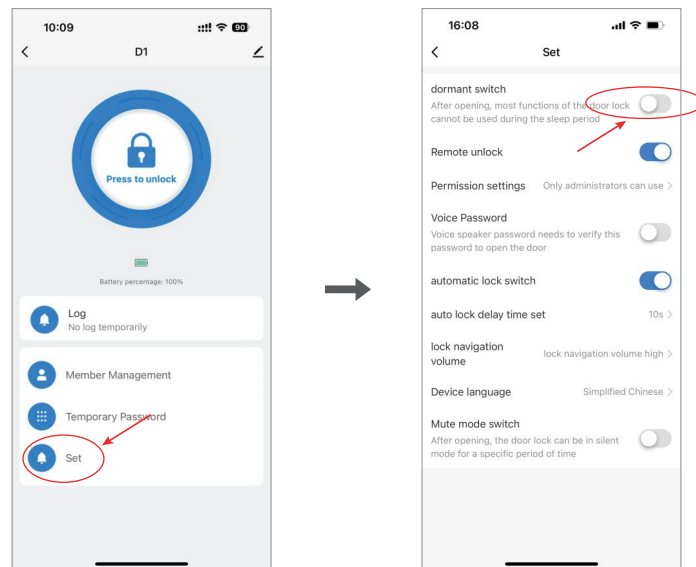 10:09
90
D1
Press to unlock
Battery percentage: 100%
Log
No log temporarily
Member Management
Temporary Password
Set
16:08
Set
dormant switch
After opening, most functions of the door lock
cannot be used during the sleep period
Remote unlock
Permission settings Only administrators can use >
Voice Password
Voice speaker password needs to verify this
password to open the door
automatic lock switch
auto lock delay time set 10s >
lock navigation
volume
lock navigation volume high >
Device language Simplified Chinese >
Mute mode switch
After opening, the door lock can be in silent
mode for a specific period of time